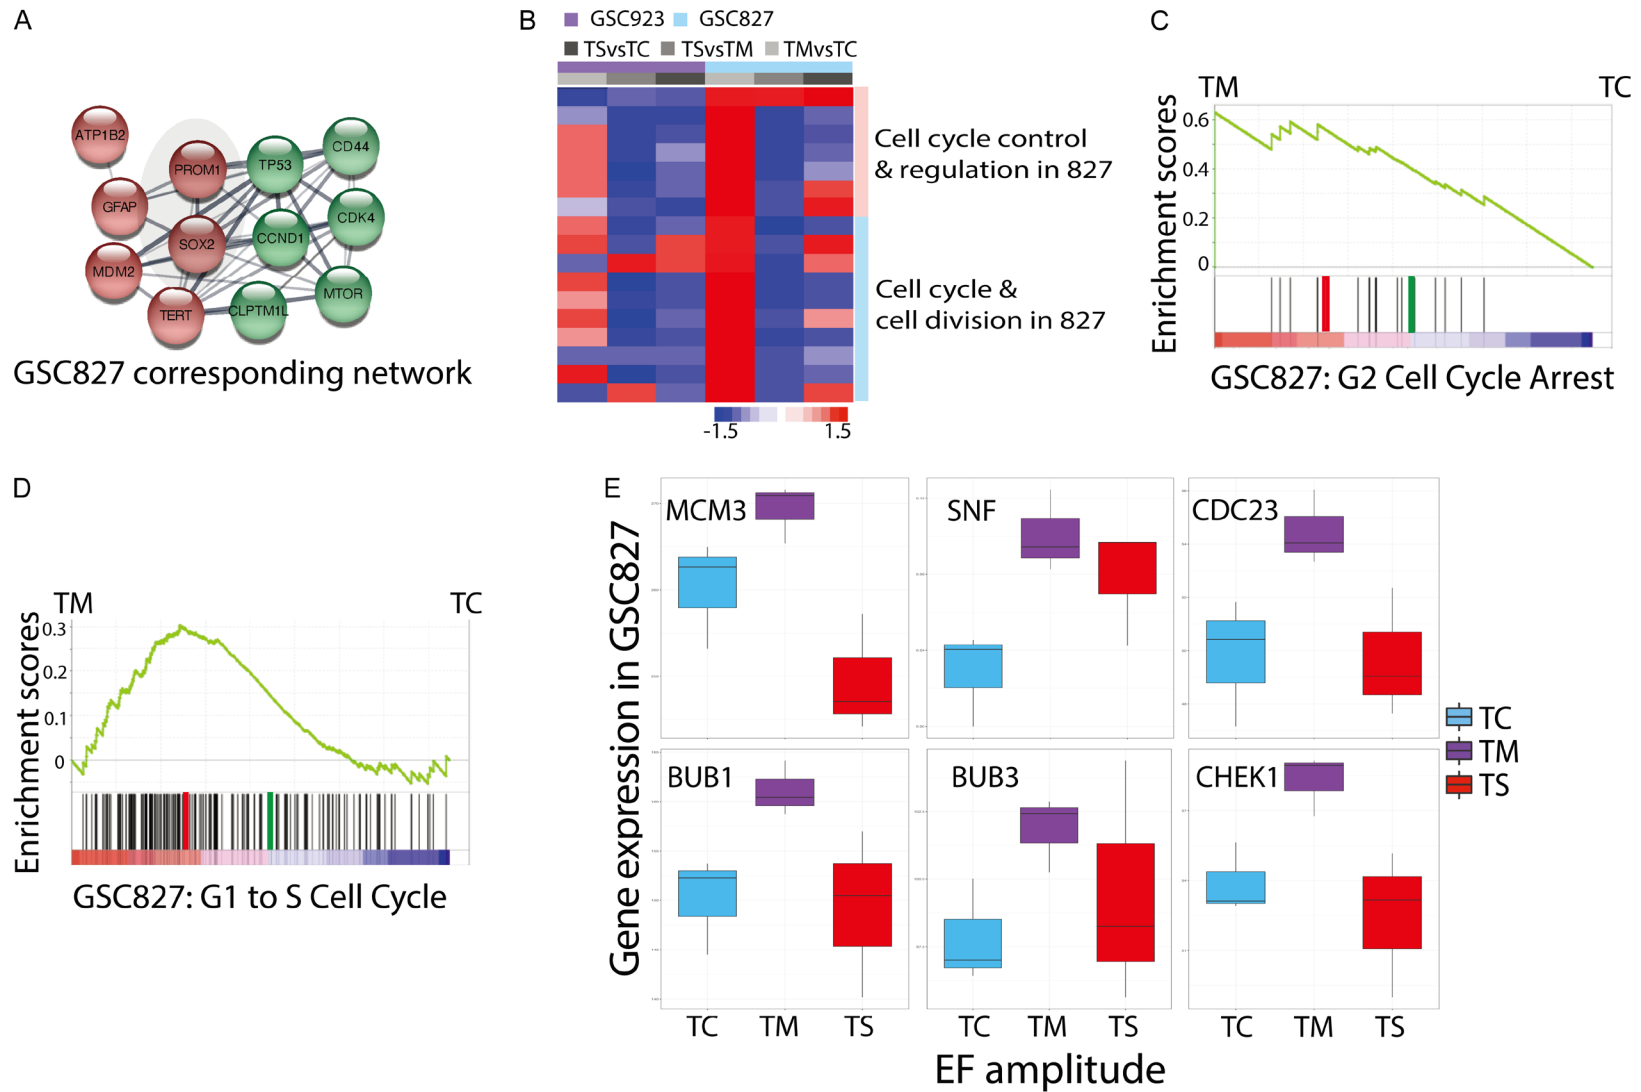 A
ATP1B2
PROM1
TP53
CD44
GFAP
SOX2
CCND1
CDK4
MDM2
TERT
CLPTM1L
MTOR
GSC827 corresponding network
B
GSC923 GSC827
TSvsTC TSvsTM TMvsTC
Cell cycle control
& regulation in 827
Cell cycle &
cell division in 827
-1.5 1.5
C
TM TC
Enrichment scores
0.6
0.4
0.2
0
GSC827: G2 Cell Cycle Arrest
D
TM TC
Enrichment scores
0.3
0.2
0.1
0
GSC827: G1 to S Cell Cycle
E
Gene expression in GSC827
MCM3
SNF
CDC23
BUB1
BUB3
CHEK1
TC TM TS
TC TM TS
TC TM TS
EF amplitude
TC
TM
TS